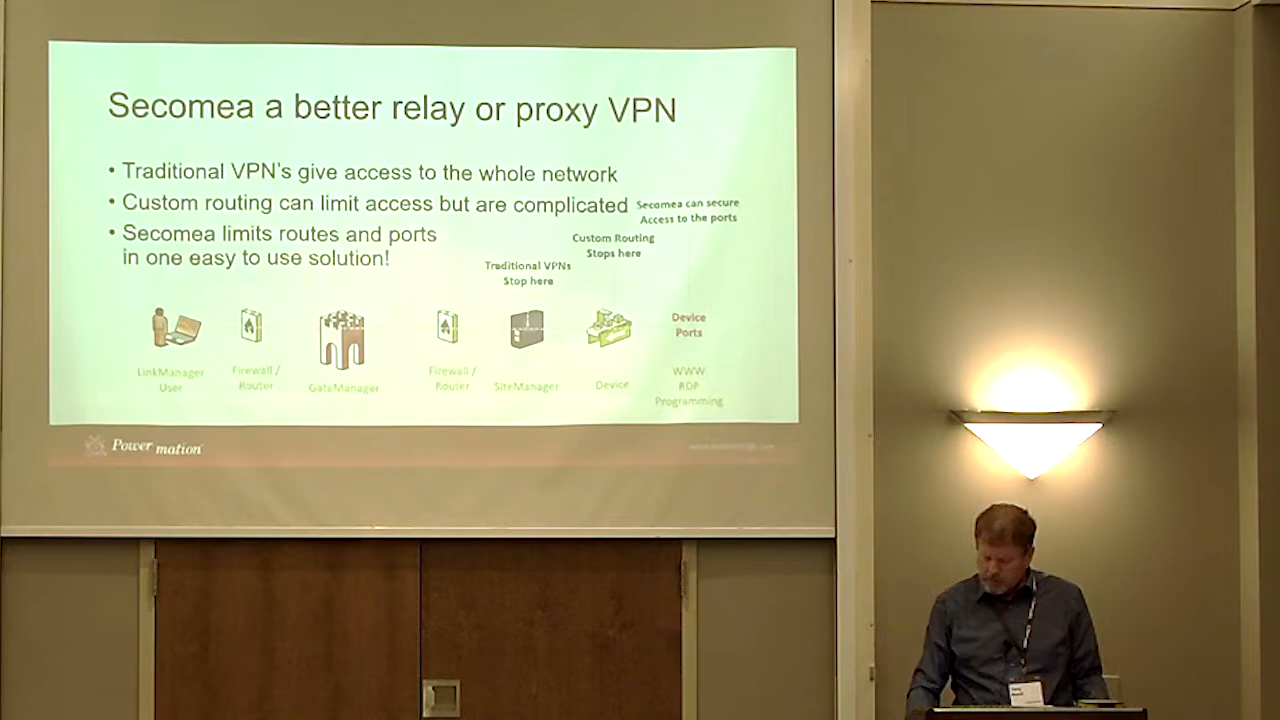 Secomea a better relay or proxy VPN
• Traditional VPN's give access to the whole network
• Custom routing can limit access but are complicated
• Secomea limits routes and ports
in one easy to use solution!
Secomea can secure
Access to the ports
Custom Routing
Stops here
Traditional VPNs
Stop here
Device
Ports
LinkManager
User
Firewall /
Router
GateManager
Firewall /
Router
SiteManager
Device
WWW
ROP
Programming
Power mation